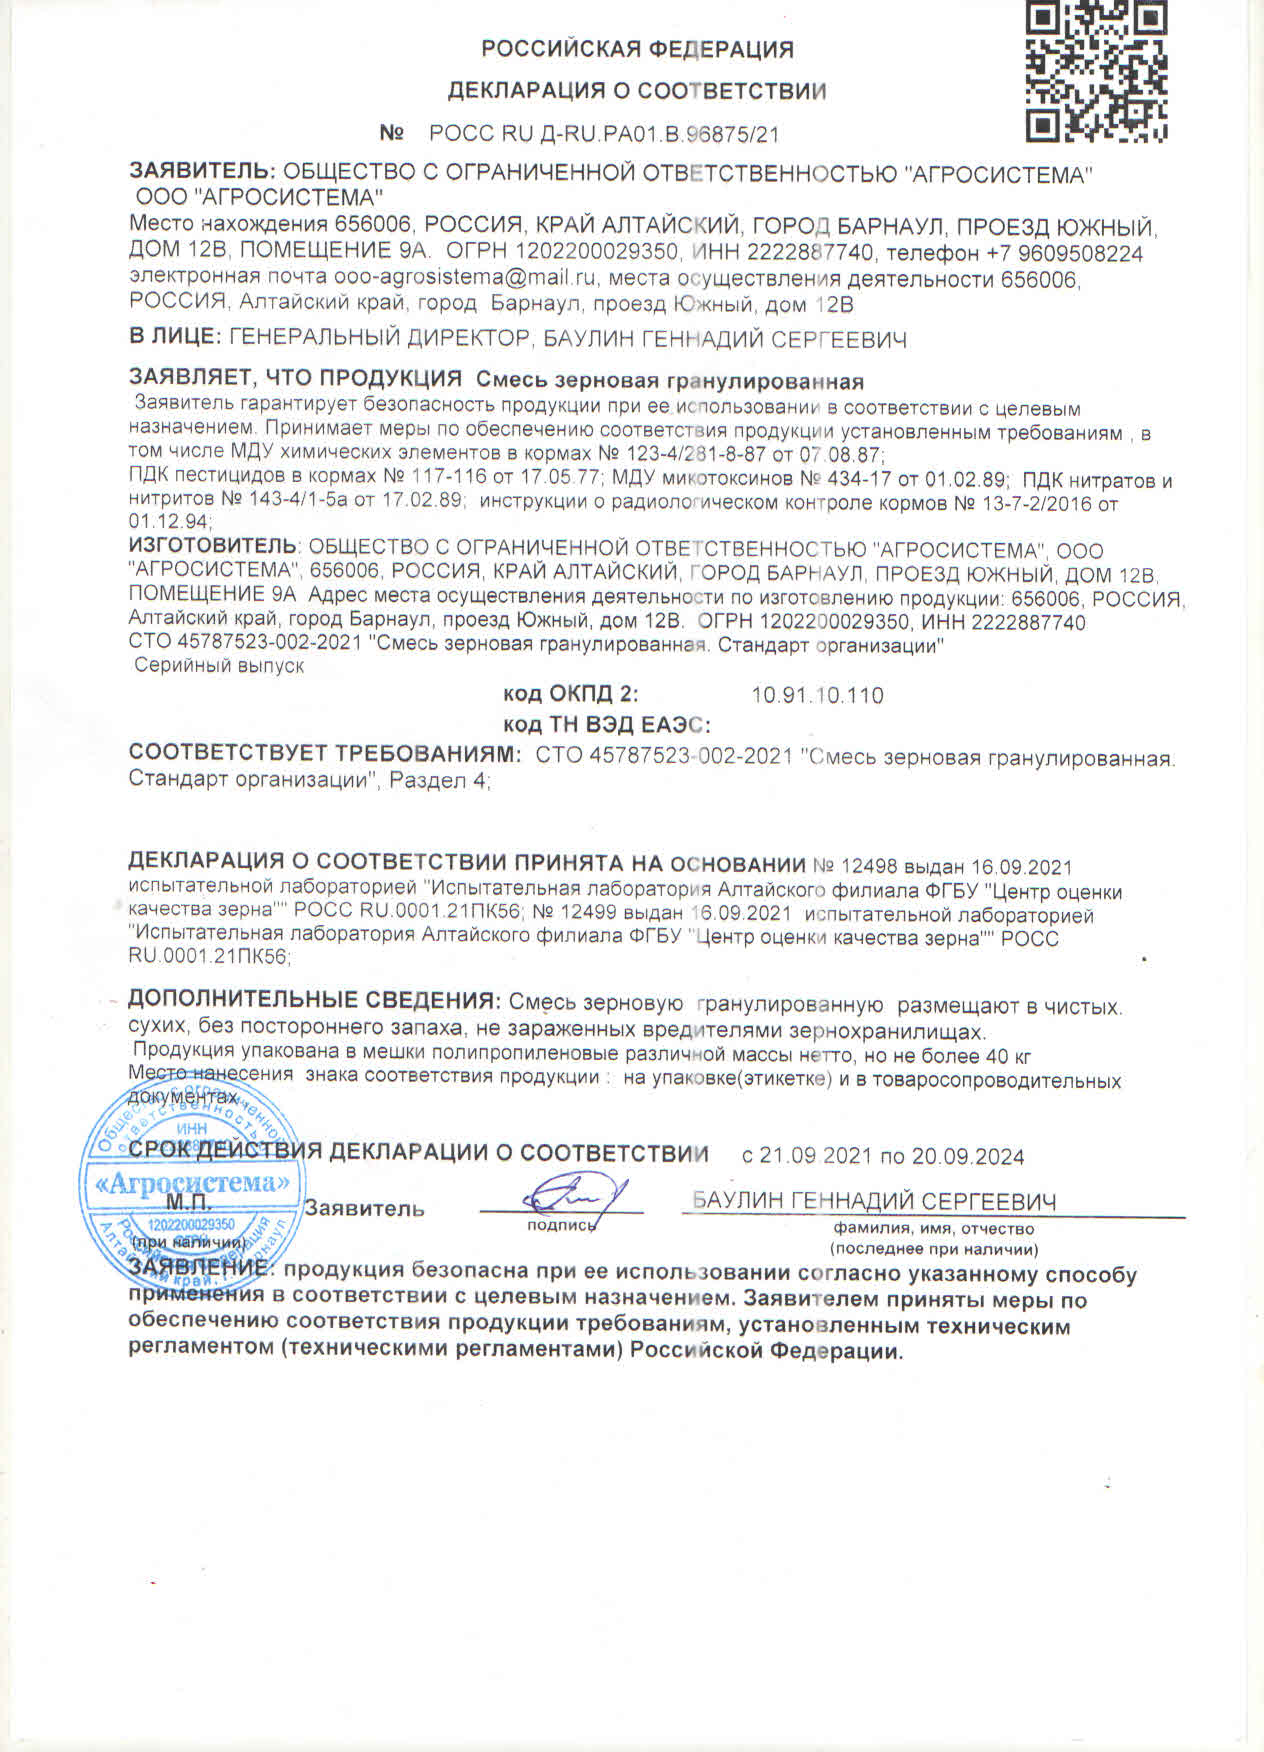 РОССИЙСКАЯ ФЕДЕРАЦИЯ
ДЕКЛАРАЦИЯ О СООТВЕТСТВИИ
№ РОСС RU Д-RU.РА01.В.96875/21
ЗАЯВИТЕЛЬ: ОБЩЕСТВО С ОГРАНИЧЕННОЙ ОТВЕТСТВЕННОСТЬЮ "АГРОСИСТЕМА"
ООО "АГРОСИСТЕМА"
Место нахождения 656006, РОССИЯ, КРАЙ АЛТАЙСКИЙ, ГОРОД БАРНАУЛ, ПРОЕЗД ЮЖНЫЙ,
ДОМ 12В, ПОМЕЩЕНИЕ 9А. ОГРН 1202200029350, ИНН 2222887740, телефон +7 9609508224
электронная почта ooo-agrosistema@mail.ru, места осуществления деятельности 656006,
РОССИЯ, Алтайский край, город Барнаул, проезд Южный, дом 12В
В ЛИЦЕ: ГЕНЕРАЛЬНЫЙ ДИРЕКТОР, БАУЛИН ГЕННАДИЙ СЕРГЕЕВИЧ
ЗАЯВЛЯЕТ, ЧТО ПРОДУКЦИЯ Смесь зерновая гранулированная
Заявитель гарантирует безопасность продукции при ее использовании в соответствии с целевым
назначением. Принимает меры по обеспечению соответствия продукции установленным требованиям , в
том числе МДУ химических элементов в кормах № 123-4/281-8-87 от 07.08.87;
ПДК пестицидов в кормах № 117-116 от 17.05.77; МДУ микотоксинов № 434-17 от 01.02.89; ПДК нитратов и
нитритов № 143-4/1-5а от 17.02.89; инструкции о радиологическом контроле кормов № 13-7-2/2016 от
01.12.94;
ИЗГОТОВИТЕЛЬ: ОБЩЕСТВО С ОГРАНИЧЕННОЙ ОТВЕТСТВЕННОСТЬЮ "АГРОСИСТЕМА", ООО
"АГРОСИСТЕМА", 656006, РОССИЯ, КРАЙ АЛТАЙСКИЙ, ГОРОД БАРНАУЛ, ПРОЕЗД ЮЖНЫЙ, ДОМ 12В,
ПОМЕЩЕНИЕ 9А Адрес места осуществления деятельности по изготовлению продукции: 656006, РОССИЯ,
Алтайский край, город Барнаул, проезд Южный, дом 12В. ОГРН 1202200029350, ИНН 2222887740
СТО 45787523-002-2021 "Смесь зерновая гранулированная. Стандарт организации"
Серийный выпуск
код ОКПД 2: 10.91.10.110
код ТН ВЭД ЕАЭС:
СООТВЕТСТВУЕТ ТРЕБОВАНИЯМ: СТО 45787523-002-2021 "Смесь зерновая гранулированная.
Стандарт организации", Раздел 4;
ДЕКЛАРАЦИЯ О СООТВЕТСТВИИ ПРИНЯТА НА ОСНОВАНИИ № 12498 выдан 16.09.2021
испытательной лабораторией "Испытательная лаборатория Алтайского филиала ФГБУ "Центр оценки
качества зерна"" РОСС RU.0001.21ПК56; № 12499 выдан 16.09.2021 испытательной лабораторией
"Испытательная лаборатория Алтайского филиала ФГБУ "Центр оценки качества зерна"" РОСС
RU.0001.21ПК56;
ДОПОЛНИТЕЛЬНЫЕ СВЕДЕНИЯ: Смесь зерновую гранулированную размещают в чистых.
сухих, без постороннего запаха, не зараженных вредителями зернохранилищах.
Продукция упакована в мешки полипропиленовые различной массы нетто, но не более 40 кг
Место нанесения знака соответствия продукции : на упаковке(этикетке) и в товаросопроводительных
документах.
Общество с ограниченной
ответственностью
ИНН
СРОК ДЕЙСТВИЯ ДЕКЛАРАЦИИ О СООТВЕТСТВИИ с 21.09.2021 по 20.09.2024
«Агросистема»
М.П.
Заявитель
БАУЛИН ГЕННАДИЙ СЕРГЕЕВИЧ
подпись
фамилия, имя, отчество
(последнее при наличии)
1202200029350
ОГРН
(при наличии)
Российская Федерация
Алтайский край, г. Барнаул
ЗАЯВЛЕНИЕ: продукция безопасна при ее использовании согласно указанному способу
применения в соответствии с целевым назначением. Заявителем приняты меры по
обеспечению соответствия продукции требованиям, установленным техническим
регламентом (техническими регламентами) Российской Федерации.